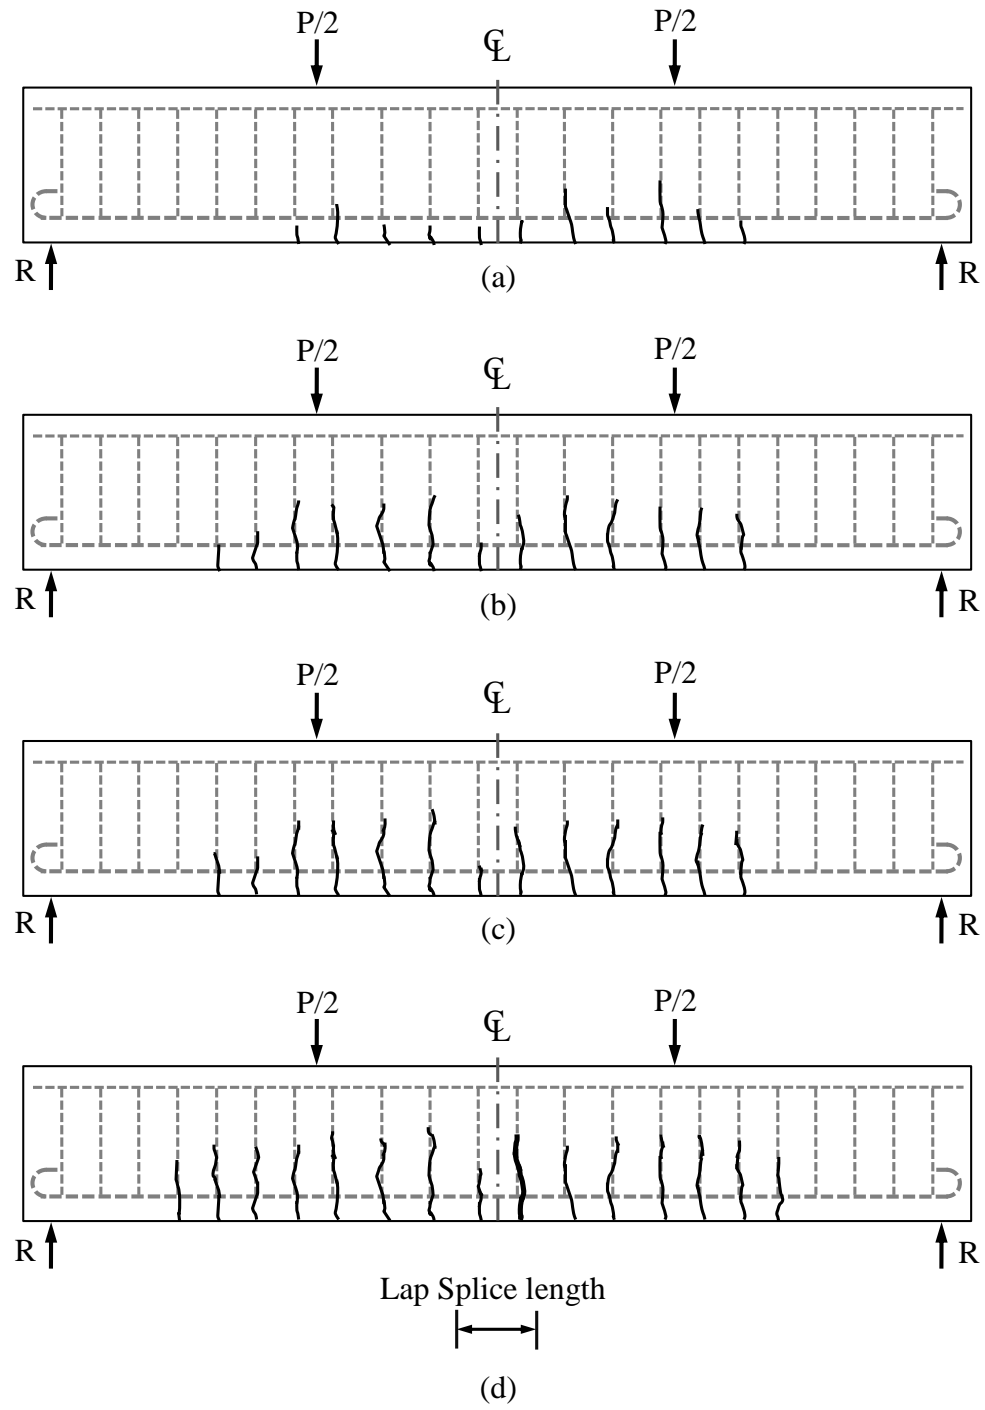 P/2 ℄ P/2
R R
(a)
P/2 ℄ P/2
R R
(b)
P/2 ℄ P/2
R R
(c)
P/2 ℄ P/2
R R
Lap Splice length
(d)